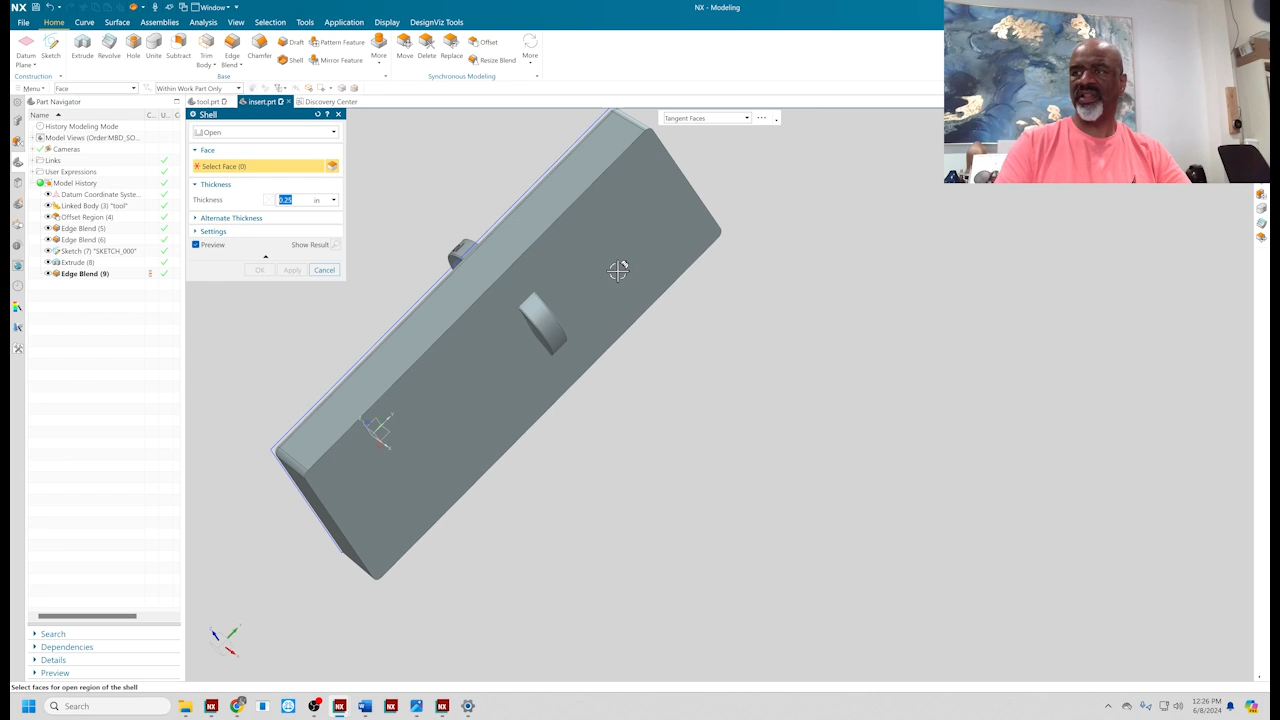 NX
Window
NX - Modeling
File Home Curve Surface Assemblies Analysis View Selection Tools Application Display DesignViz Tools
Datum Plane Sketch Extrude Revolve Hole Unite Subtract Trim Body Edge Blend Chamfer Draft Shell Pattern Feature Mirror Feature More Move Delete Replace Offset Resize Blend More
Construction Base Synchronous Modeling
Menu Face Within Work Part Only
Part Navigator tool.prt insert.prt Discovery Center
Name C... U... C
History Modeling Mode
Model Views (Order:MBD_SO...
Cameras
Links
User Expressions
Model History
Datum Coordinate Syste...
Linked Body (3) "tool"
Offset Region (4)
Edge Blend (5)
Edge Blend (6)
Sketch (7) "SKETCH_000"
Extrude (8)
Edge Blend (9)
Search
Dependencies
Details
Preview
Shell
Open
Face
* Select Face (0)
Thickness
Thickness 0.25 in
Alternate Thickness
Settings
Preview Show Result
OK Apply Cancel
Tangent Faces
Select faces for open region of the shell
Search
12:26 PM
6/8/2024